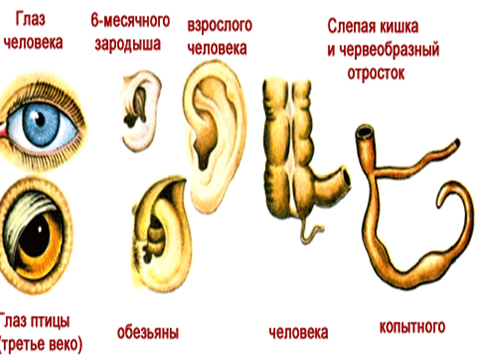 Глаз
человека
6-месячного
зародыша
взрослого
человека
Слепая кишка
и червеобразный
отросток
Глаз птицы
(третье веко)
обезьяны
человека
копытного